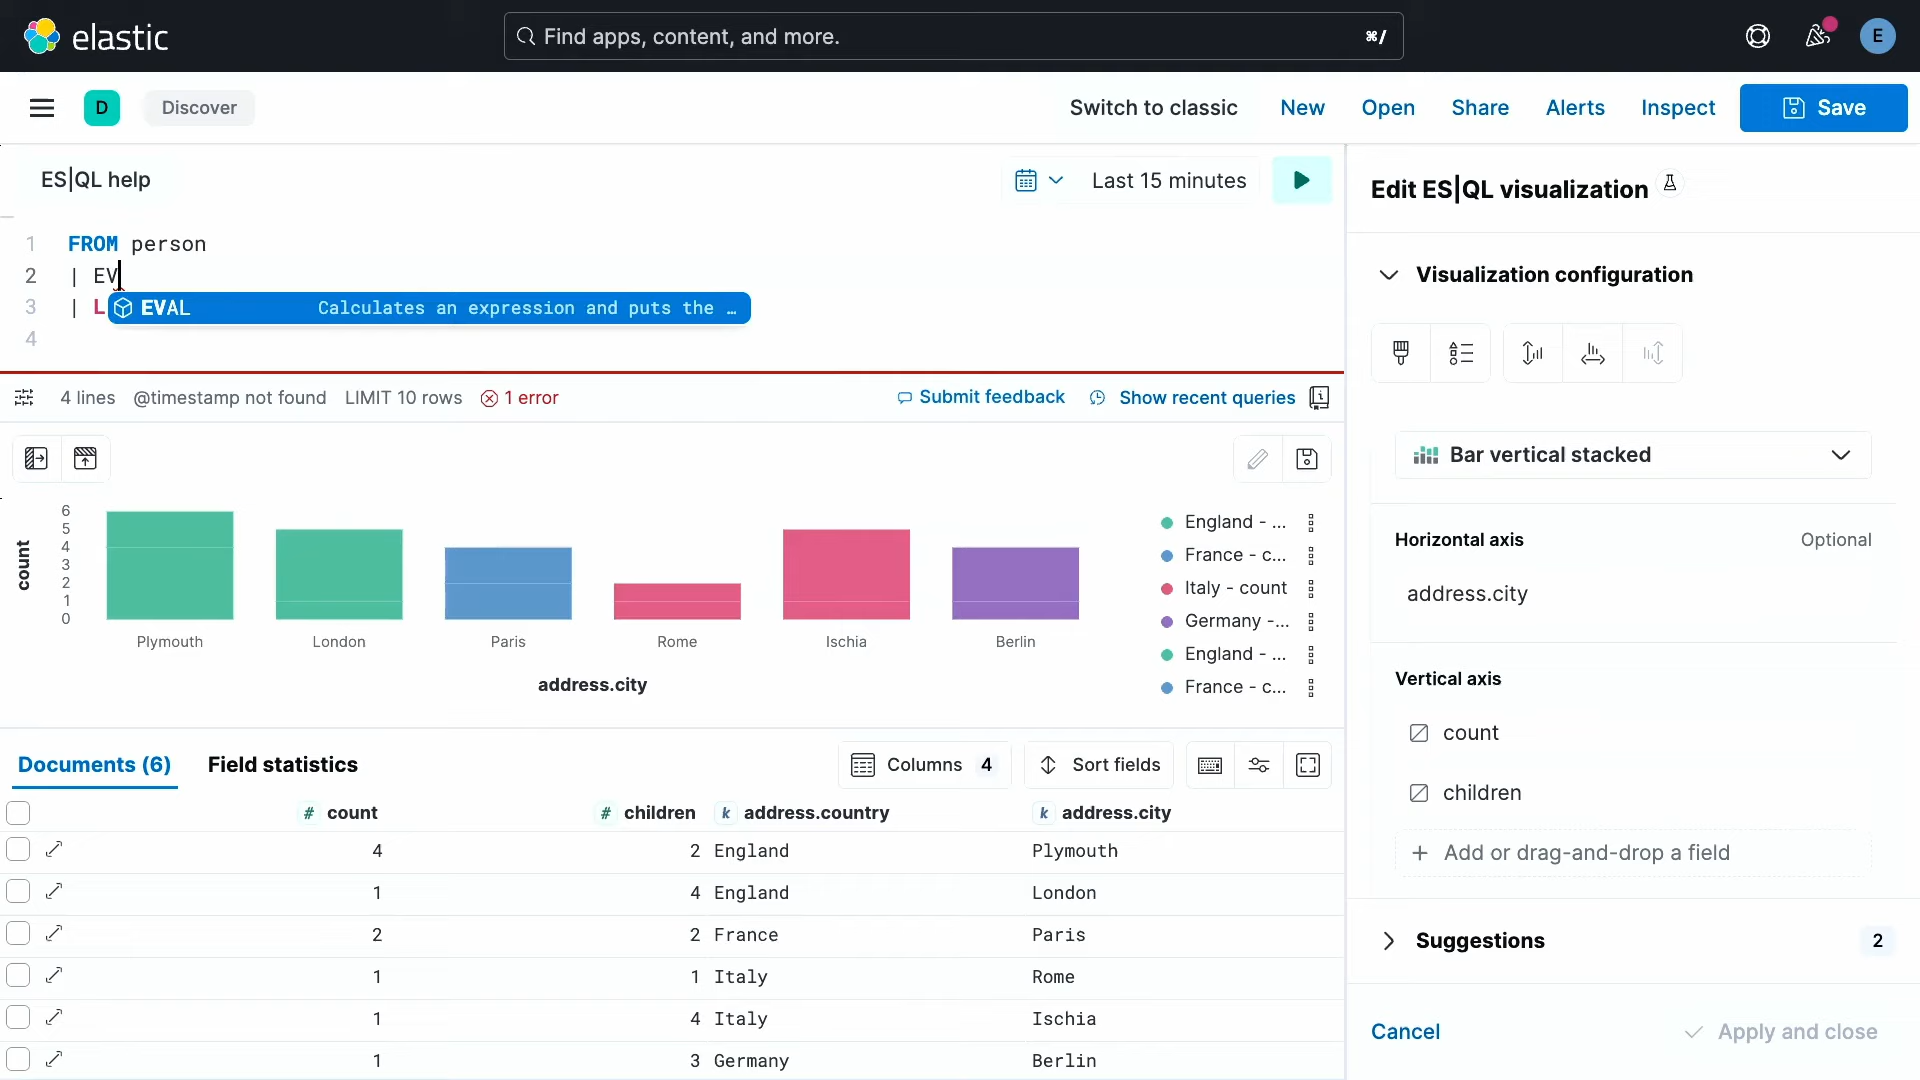 elastic
Find apps, content, and more.
⌘/
E
D
Discover
Switch to classic
New
Open
Share
Alerts
Inspect
Save
ES|QL help
Last 15 minutes
1 FROM person
2 | EV
3 | L
EVAL Calculates an expression and puts the …
4
4 lines @timestamp not found LIMIT 10 rows 1 error
Submit feedback
Show recent queries
count
6
5
4
3
2
1
0
Plymouth London Paris Rome Ischia Berlin
address.city
England - ...
France - c...
Italy - count
Germany -...
England - ...
France - c...
Documents (6)
Field statistics
Columns 4
Sort fields
# count # children k address.country k address.city
4 2 England Plymouth
1 4 England London
2 2 France Paris
1 1 Italy Rome
1 4 Italy Ischia
1 3 Germany Berlin
Edit ES|QL visualization
Visualization configuration
Bar vertical stacked
Horizontal axis Optional
address.city
Vertical axis
count
children
Add or drag-and-drop a field
Suggestions 2
Cancel
Apply and close